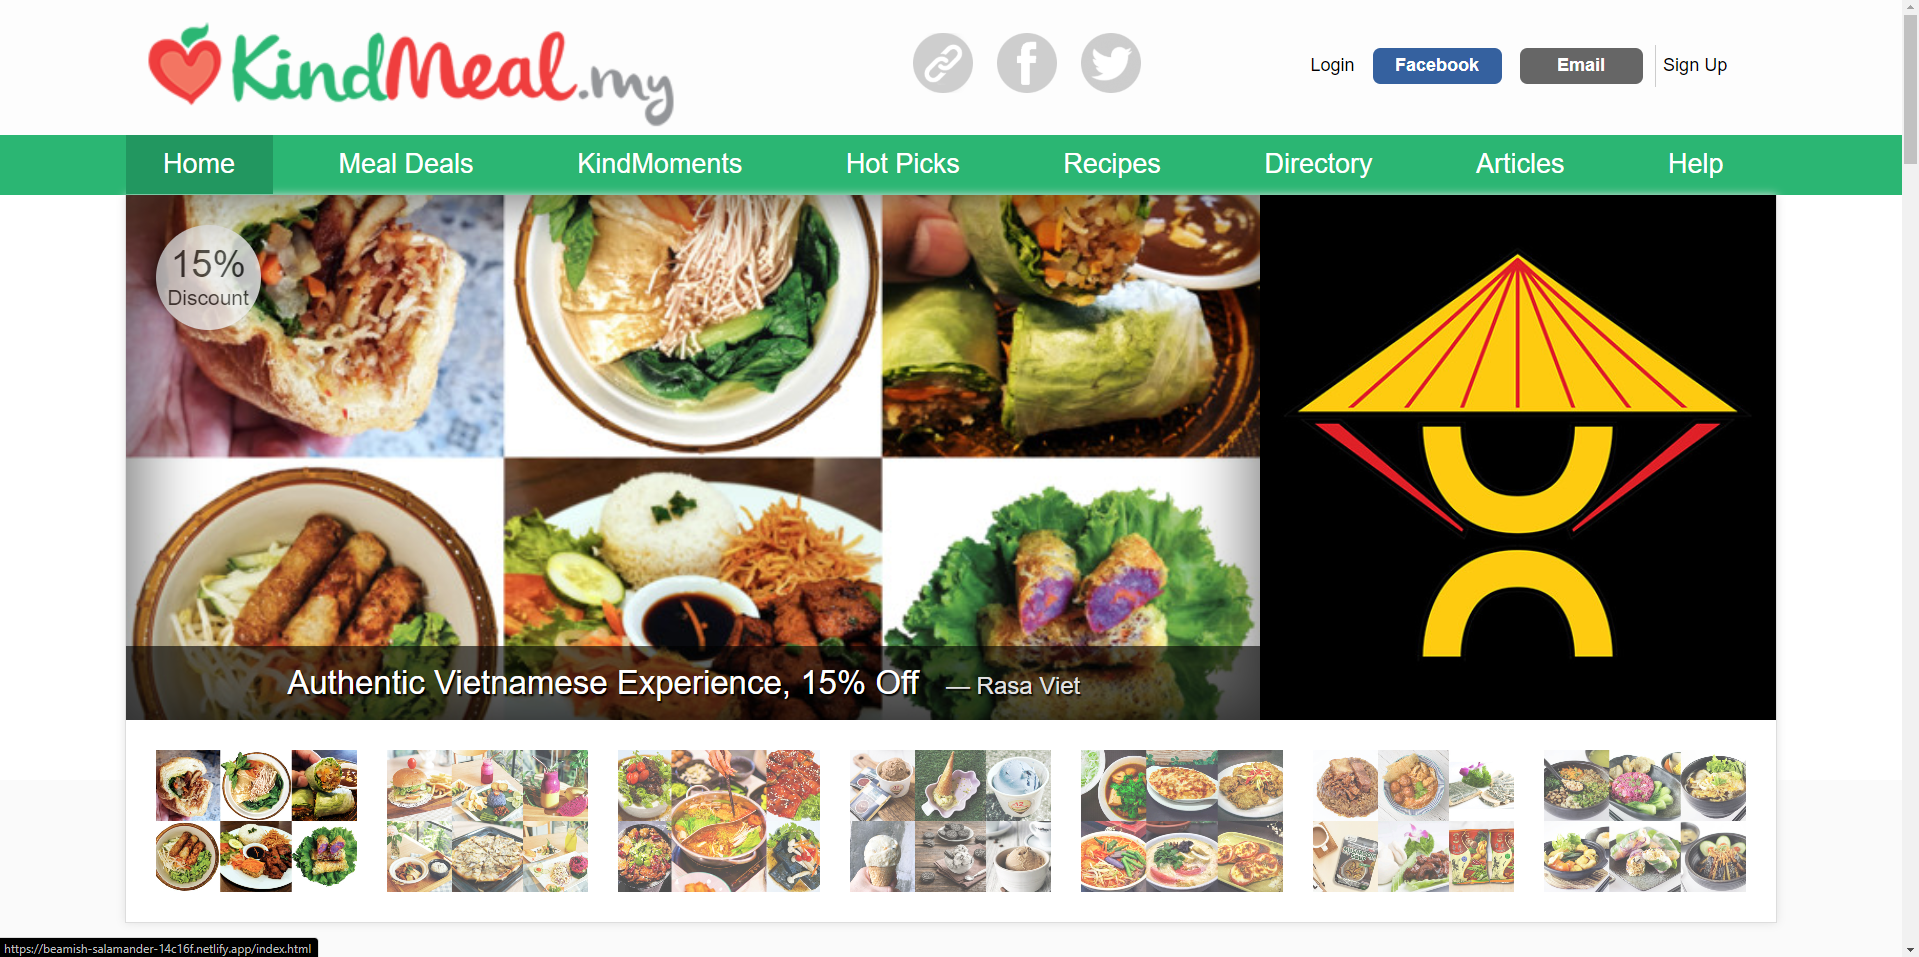 KindMeal.my
Login
Facebook
Email
Sign Up
Home
Meal Deals
KindMoments
Hot Picks
Recipes
Directory
Articles
Help
15%
Discount
Authentic Vietnamese Experience, 15% Off — Rasa Viet
https://beamish-salamander-14c16f.netlify.app/index.html